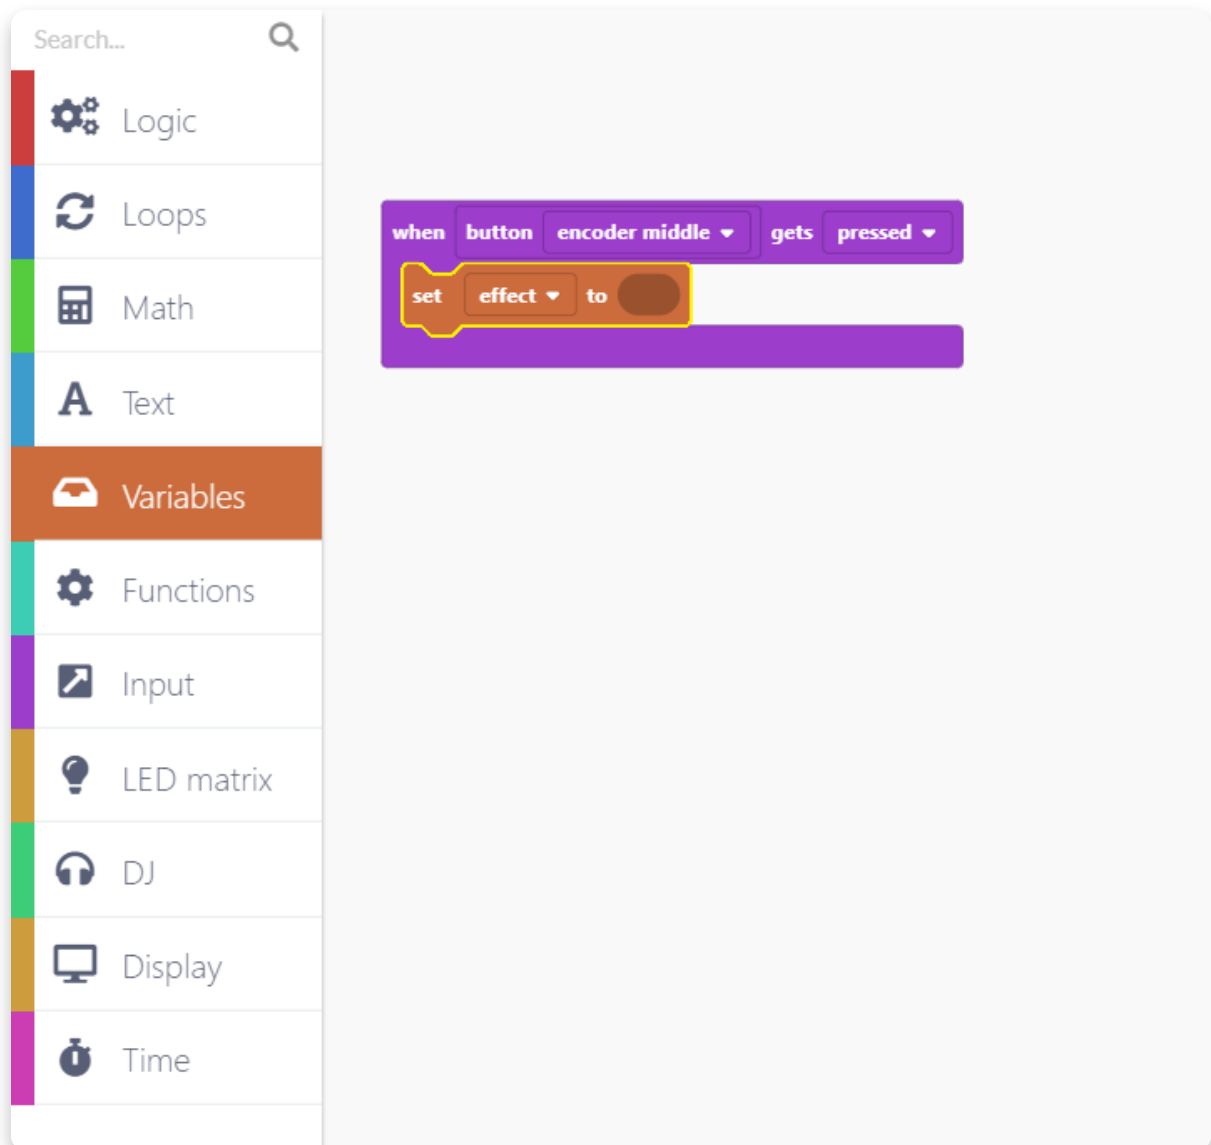 Search...
Logic
Loops
Math
Text
Variables
Functions
Input
LED matrix
DJ
Display
Time
when button encoder middle gets pressed
set effect to